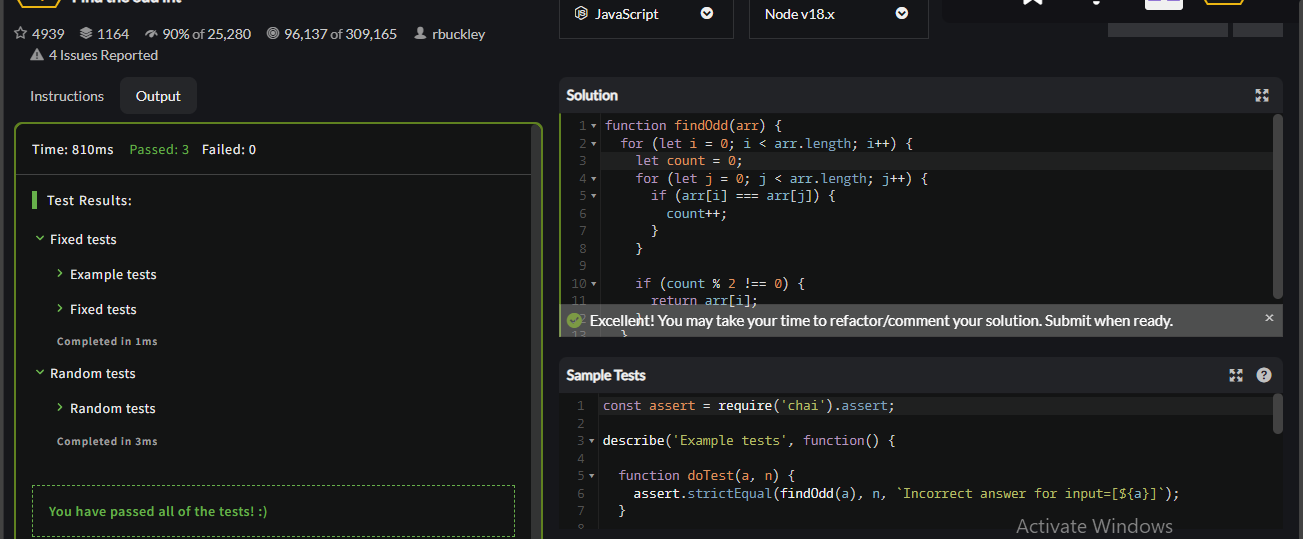 Find the odd int
4939 1164 90% of 25,280 96,137 of 309,165 rbuckley
4 Issues Reported
Instructions Output
Time: 810ms Passed: 3 Failed: 0
Test Results:
Fixed tests
Example tests
Fixed tests
Completed in 1ms
Random tests
Random tests
Completed in 3ms
You have passed all of the tests! :)
JavaScript
Node v18.x
Solution
1 function findOdd(arr) {
2 for (let i = 0; i < arr.length; i++) {
3 let count = 0;
4 for (let j = 0; j < arr.length; j++) {
5 if (arr[i] === arr[j]) {
6 count++;
7 }
8 }
9
10 if (count % 2 !== 0) {
11 return arr[i];
12 }
13 }
Excellent! You may take your time to refactor/comment your solution. Submit when ready.
Sample Tests
1 const assert = require('chai').assert;
2
3 describe('Example tests', function() {
4
5 function doTest(a, n) {
6 assert.strictEqual(findOdd(a), n, `Incorrect answer for input=[${a}]`);
7 }
8
Activate Windows